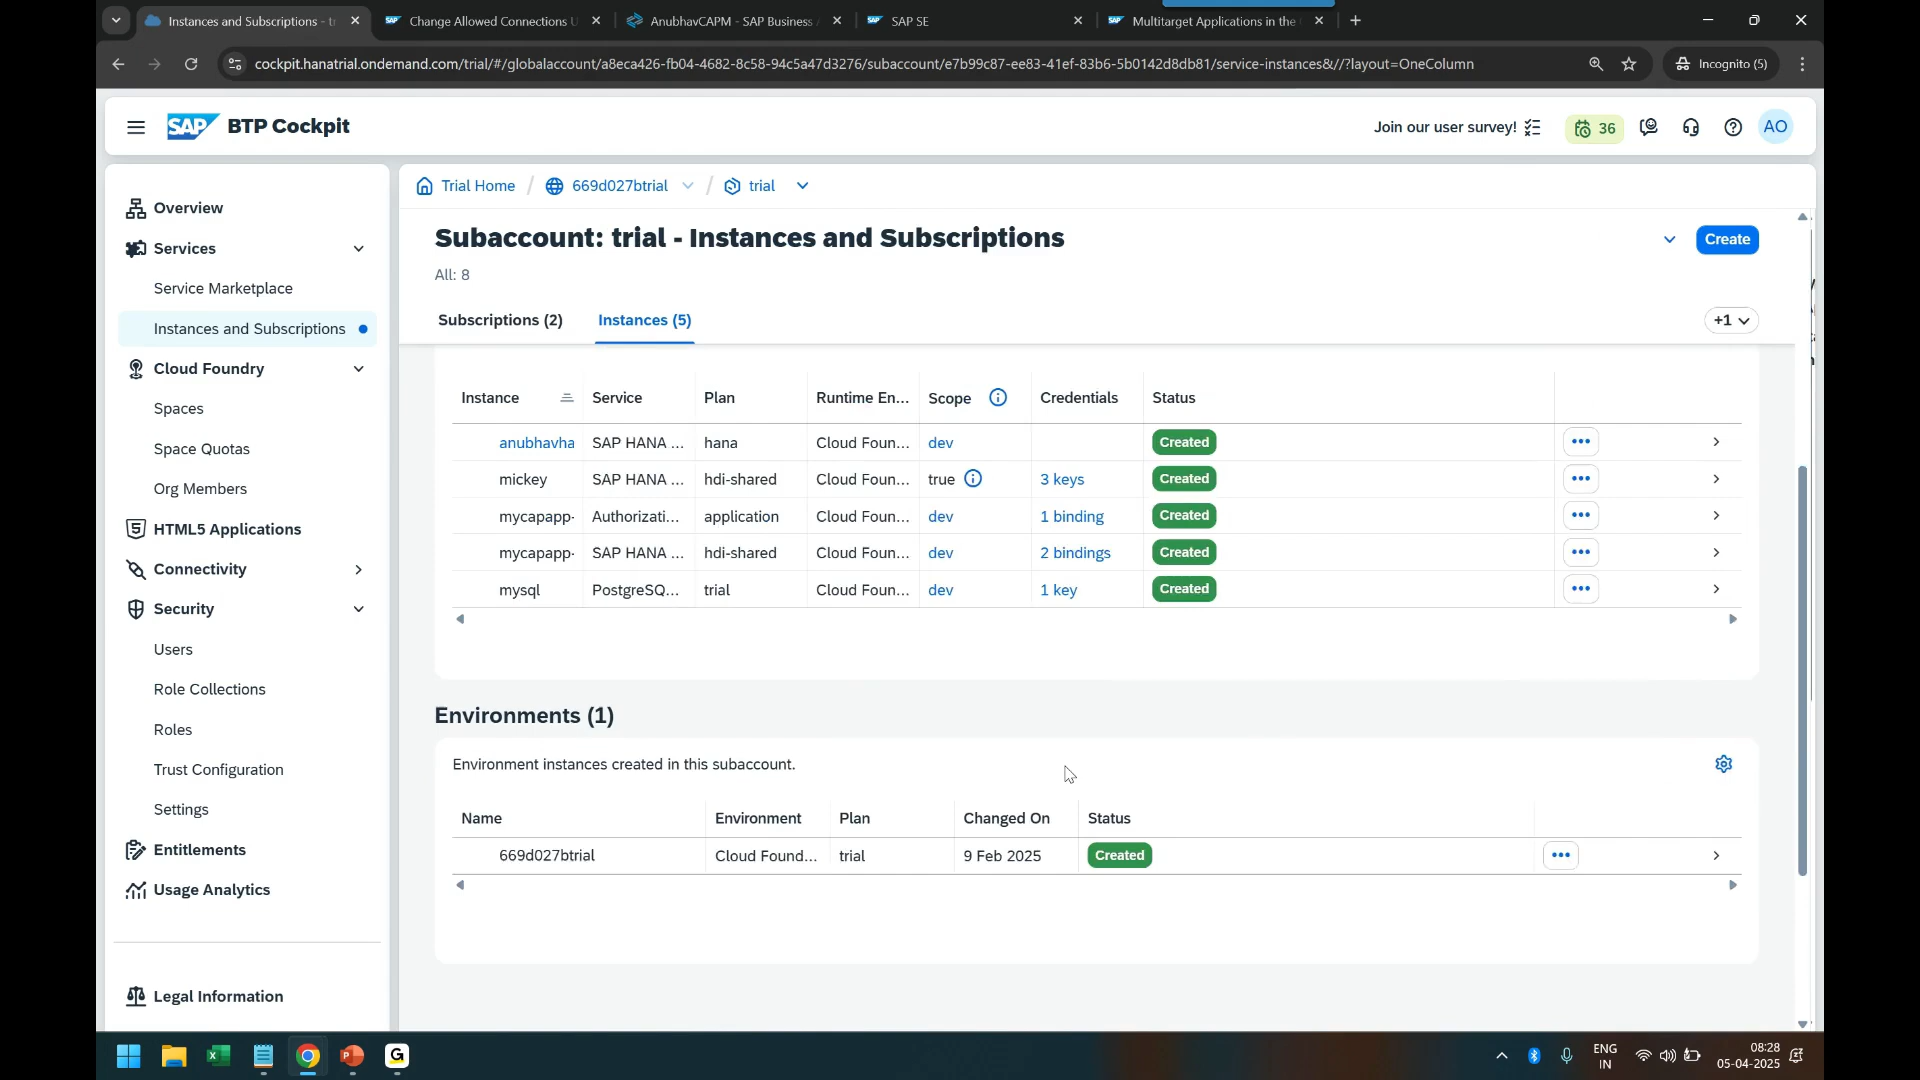 Instances and Subscriptions - t
Change Allowed Connections U
AnubhavCAPM - SAP Business A
SAP SE
Multitarget Applications in the
cockpit.hanatrial.ondemand.com/trial/#/globalaccount/a8eca426-fb04-4682-8c58-94c5a47d3276/subaccount/e7b99c87-ee83-41ef-83b6-5b0142d8db81/service-instances&//?layout=OneColumn
Incognito (5)
SAP BTP Cockpit
Join our user survey!
36
AO
Overview
Services
Service Marketplace
Instances and Subscriptions
Cloud Foundry
Spaces
Space Quotas
Org Members
HTML5 Applications
Connectivity
Security
Users
Role Collections
Roles
Trust Configuration
Settings
Entitlements
Usage Analytics
Legal Information
Trial Home / 669d027btrial / trial
Subaccount: trial - Instances and Subscriptions
Create
All: 8
Subscriptions (2) Instances (5) +1
Instance Service Plan Runtime En... Scope Credentials Status
anubhavha SAP HANA ... hana Cloud Foun... dev Created
mickey SAP HANA ... hdi-shared Cloud Foun... true 3 keys Created
mycapapp- Authorizati... application Cloud Foun... dev 1 binding Created
mycapapp- SAP HANA ... hdi-shared Cloud Foun... dev 2 bindings Created
mysql PostgreSQ... trial Cloud Foun... dev 1 key Created
Environments (1)
Environment instances created in this subaccount.
Name Environment Plan Changed On Status
669d027btrial Cloud Found... trial 9 Feb 2025 Created
ENG
IN
08:28
05-04-2025